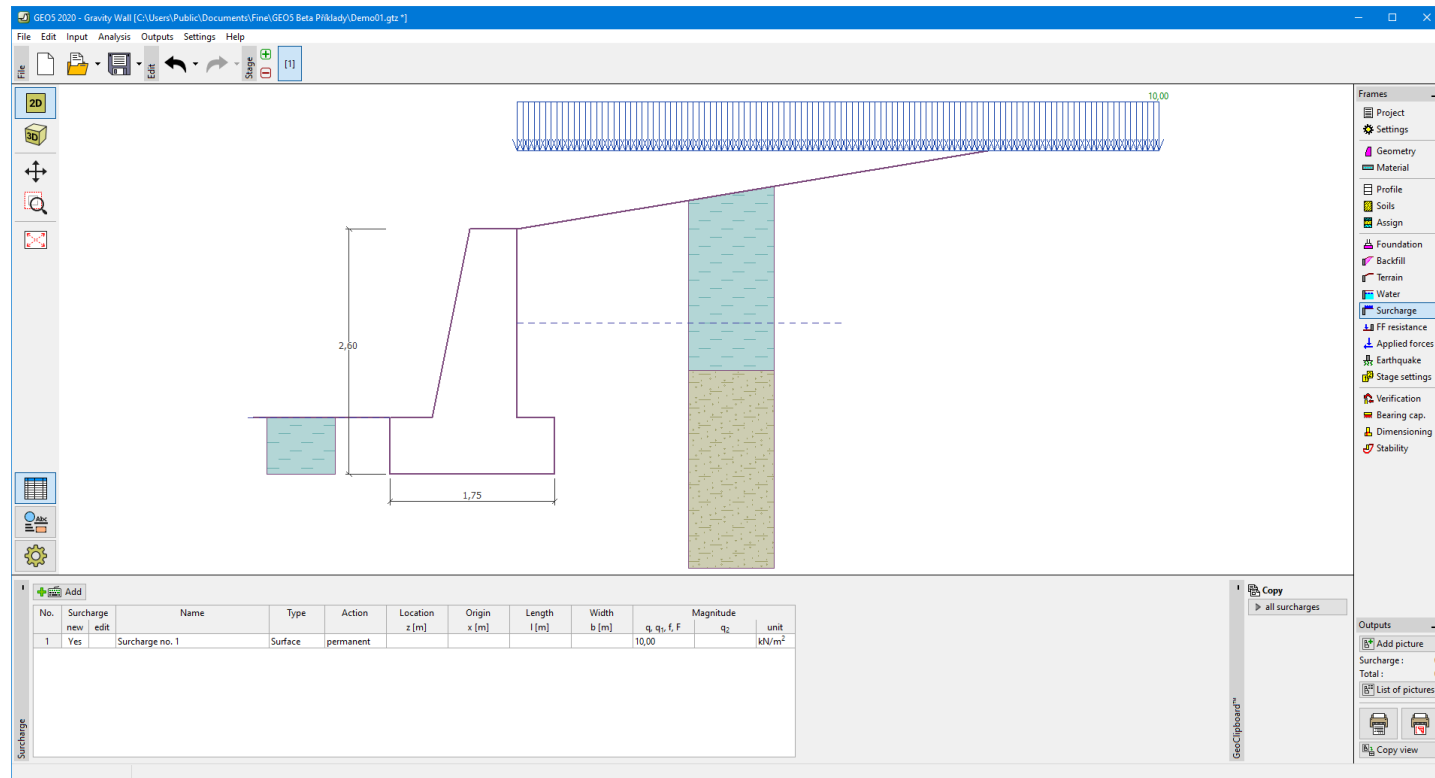 GEO5 2020 - Gravity Wall [C:\Users\Public\Documents\Fine\GEO5 Beta Příklady\Demo01.gtz *]
File Edit Input Analysis Outputs Settings Help
File
Edit
Stage
[1]
2D
3D
10,00
2,60
1,75
Abc
Frames
Project
Settings
Geometry
Material
Profile
Soils
Assign
Foundation
Backfill
Terrain
Water
Surcharge
FF resistance
Applied forces
Earthquake
Stage settings
Verification
Bearing cap.
Dimensioning
Stability
Surcharge
Add
No. Surcharge Name Type Action Location Origin Length Width Magnitude
new edit z [m] x [m] l [m] b [m] q, q1, f, F q2 unit
1 Yes Surcharge no. 1 Surface permanent 10,00 kN/m²
GeoClipboard™
Copy
all surcharges
Outputs
Add picture
Surcharge :
Total :
List of pictures
Copy view